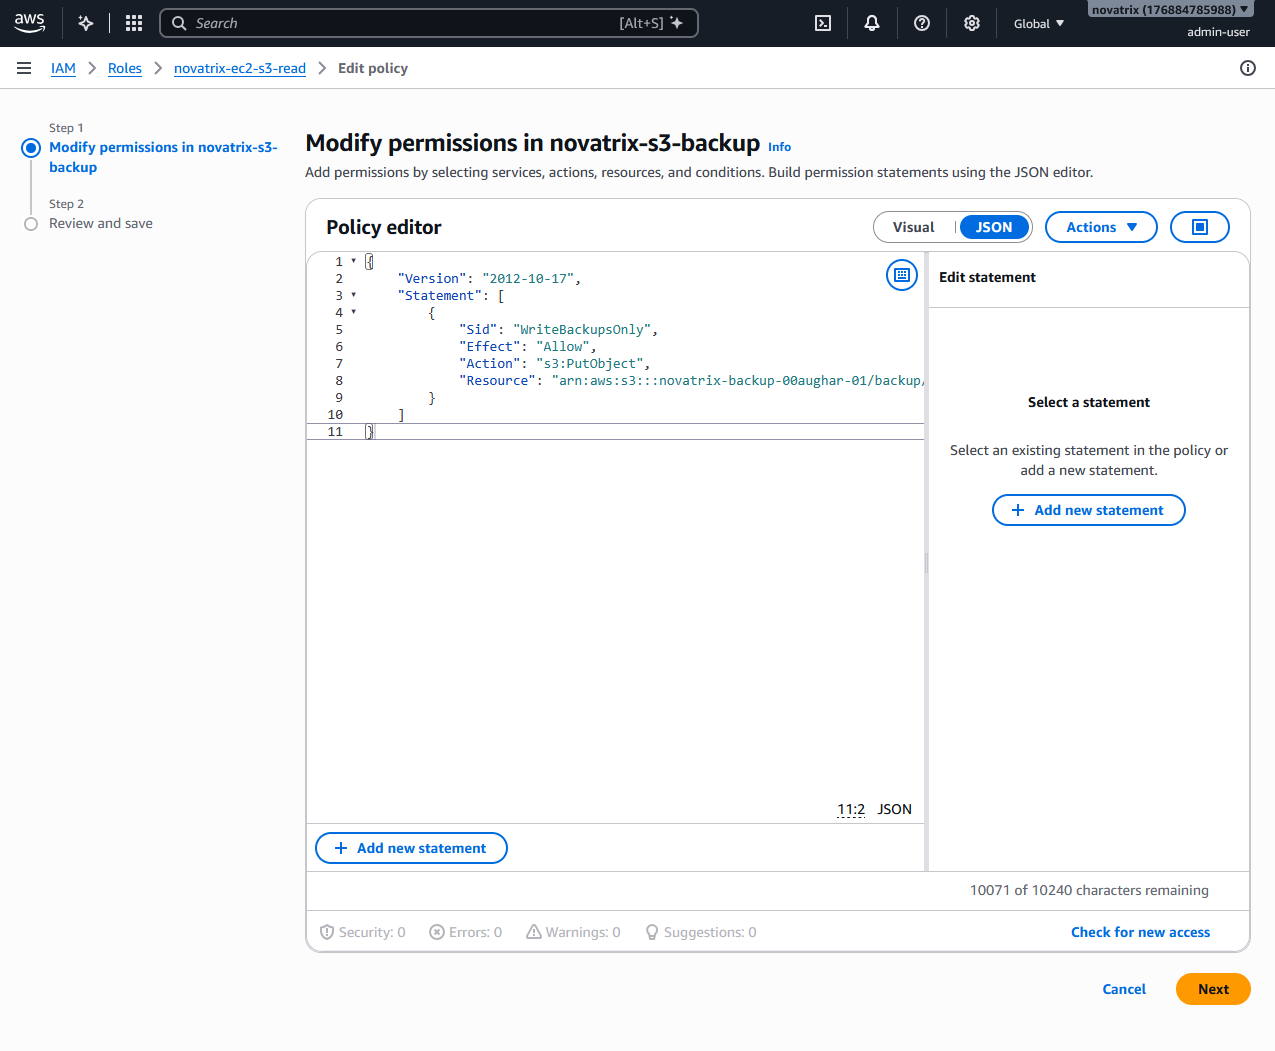 aws
Search
[Alt+S]
Global
novatrix (176884785988)
admin-user
IAM
Roles
novatrix-ec2-s3-read
Edit policy
Step 1
Modify permissions in novatrix-s3-
backup
Step 2
Review and save
Modify permissions in novatrix-s3-backup Info
Add permissions by selecting services, actions, resources, and conditions. Build permission statements using the JSON editor.
Policy editor
Visual
JSON
Actions
1 {
2 "Version": "2012-10-17",
3 "Statement": [
4 {
5 "Sid": "WriteBackupsOnly",
6 "Effect": "Allow",
7 "Action": "s3:PutObject",
8 "Resource": "arn:aws:s3:::novatrix-backup-00aughar-01/backup/
9 }
10 ]
11 }
11:2 JSON
+ Add new statement
Edit statement
Select a statement
Select an existing statement in the policy or
add a new statement.
+ Add new statement
10071 of 10240 characters remaining
Security: 0
Errors: 0
Warnings: 0
Suggestions: 0
Check for new access
Cancel
Next